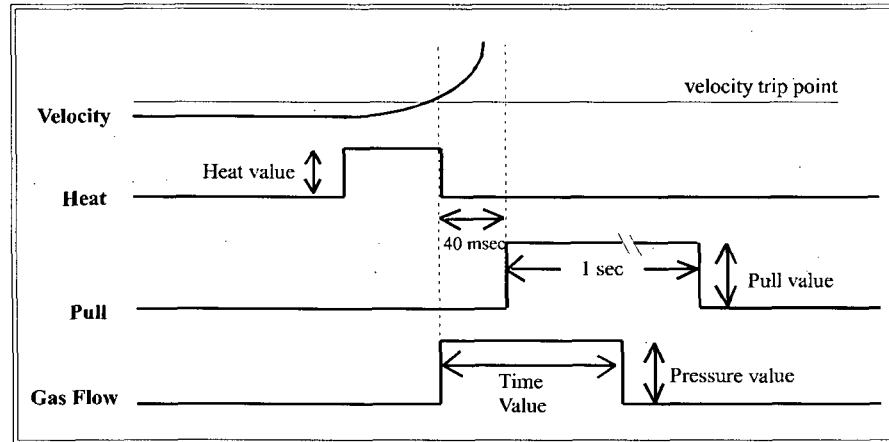 velocity trip point
Velocity
Heat value
Heat
40 msec
1 sec
Pull value
Pull
Time
Value
Pressure value
Gas Flow